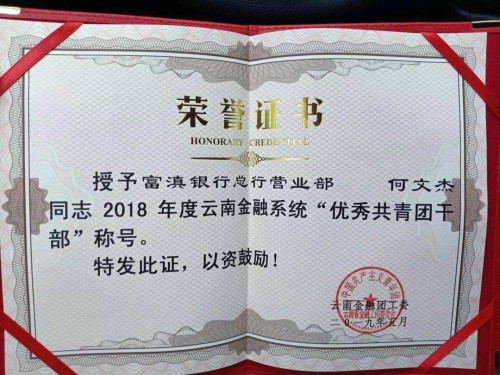 荣誉证书
HONORARY CREDENTIAL
授予富滇银行总行营业部 何文杰
同志 2018 年度云南金融系统“优秀共青团干
部”称号。
特发此证，以资鼓励！
云南金融团工委
二〇一九年五月